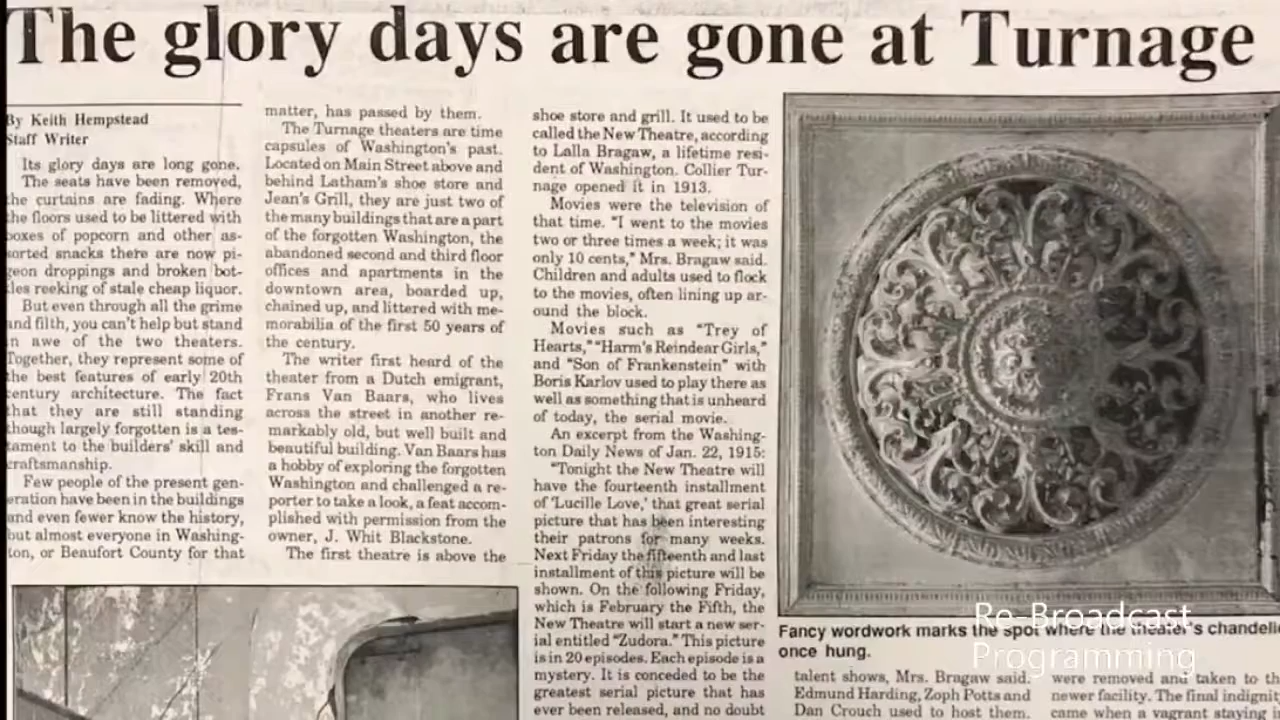 The glory days are gone at Turnage
By Keith Hempstead
Staff Writer
Its glory days are long gone.
The seats have been removed,
the curtains are fading. Where
the floors used to be littered with
boxes of popcorn and other as-
sorted snacks there are now pi-
geon droppings and broken bot-
tles reeking of stale cheap liquor.
But even through all the grime
and filth, you can't help but stand
in awe of the two theaters.
Together, they represent some of
the best features of early 20th
century architecture. The fact
that they are still standing
though largely forgotten is a tes-
tament to the builders' skill and
craftsmanship.
Few people of the present gen-
eration have been in the buildings
and even fewer know the history,
but almost everyone in Washing-
ton, or Beaufort County for that
matter, has passed by them.
The Turnage theaters are time
capsules of Washington's past.
Located on Main Street above and
behind Latham's shoe store and
Jean's Grill, they are just two of
the many buildings that are a part
of the forgotten Washington, the
abandoned second and third floor
offices and apartments in the
downtown area, boarded up,
chained up, and littered with me-
morabilia of the first 50 years of
the century.
The writer first heard of the
theater from a Dutch emigrant,
Frans Van Baars, who lives
across the street in another re-
markably old, but well built and
beautiful building. Van Baars has
a hobby of exploring the forgotten
Washington and challenged a re-
porter to take a look, a feat accom-
plished with permission from the
owner, J. Whit Blackstone.
The first theatre is above the
shoe store and grill. It used to be
called the New Theatre, according
to Lalla Bragaw, a lifetime resi-
dent of Washington. Collier Tur-
nage opened it in 1913.
Movies were the television of
that time. "I went to the movies
two or three times a week; it was
only 10 cents," Mrs. Bragaw said.
Children and adults used to flock
to the movies, often lining up ar-
ound the block.
Movies such as "Trey of
Hearts," "Harm's Reindear Girls,"
and "Son of Frankenstein" with
Boris Karlov used to play there as
well as something that is unheard
of today, the serial movie.
An excerpt from the Washing-
ton Daily News of Jan. 22, 1915:
"Tonight the New Theatre will
have the fourteenth installment
of 'Lucille Love,' that great serial
picture that has been interesting
their patrons for many weeks.
Next Friday the fifteenth and last
installment of this picture will be
shown. On the following Friday,
which is February the Fifth, the
New Theatre will start a new ser-
ial entitled "Zudora." This picture
is in 20 episodes. Each episode is a
mystery. It is conceded to be the
greatest serial picture that has
ever been released, and no doubt
Fancy wordwork marks the spot where the theater's chandelie
once hung.
talent shows, Mrs. Bragaw said.
Edmund Harding, Zoph Potts and
Dan Crouch used to host them.
were removed and taken to th
newer facility. The final indignit
came when a vagrant staying i
Re-Broadcast
Programming